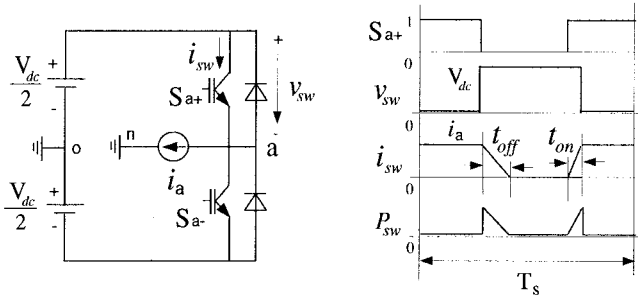 V_dc/2
+
-
o
V_dc/2
+
-
n
i_a
i_sw
S_a+
S_a-
+
v_sw
-
a
S_a+
1
0
v_sw
V_dc
0
i_sw
i_a
t_off
t_on
0
P_sw
0
T_s